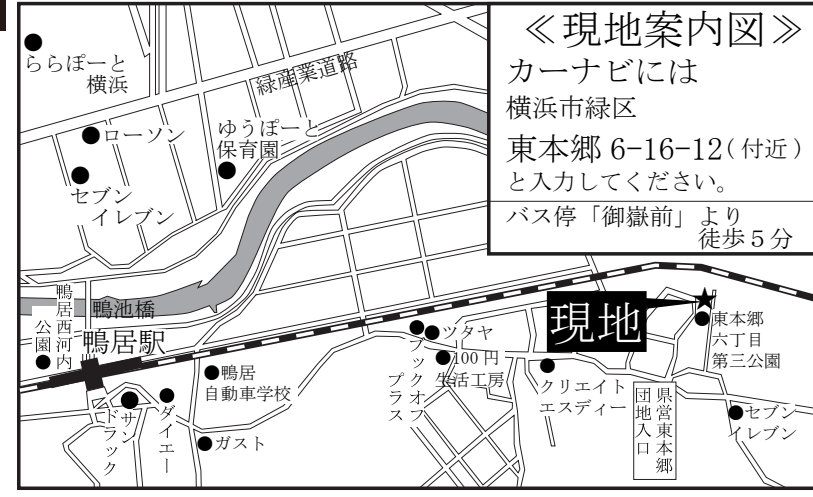 ≪現地案内図≫
カーナビには
横浜市緑区
東本郷 6-16-12(付近)
と入力してください。
バス停「御嶽前」より
徒歩5分
ららぽーと
横浜
緑産業道路
ローソン
ゆうぽーと
保育園
セブン
イレブン
鴨池橋
鴨居西河内
公園
鴨居駅
現地
東本郷
六丁目
第三公園
ツタヤ
ブックオフ
プラス
100円
生活工房
鴨居
自動車学校
クリエイト
エスディー
県営東本郷
団地入口
セブン
イレブン
サン
ドラック
ダイエー
ガスト